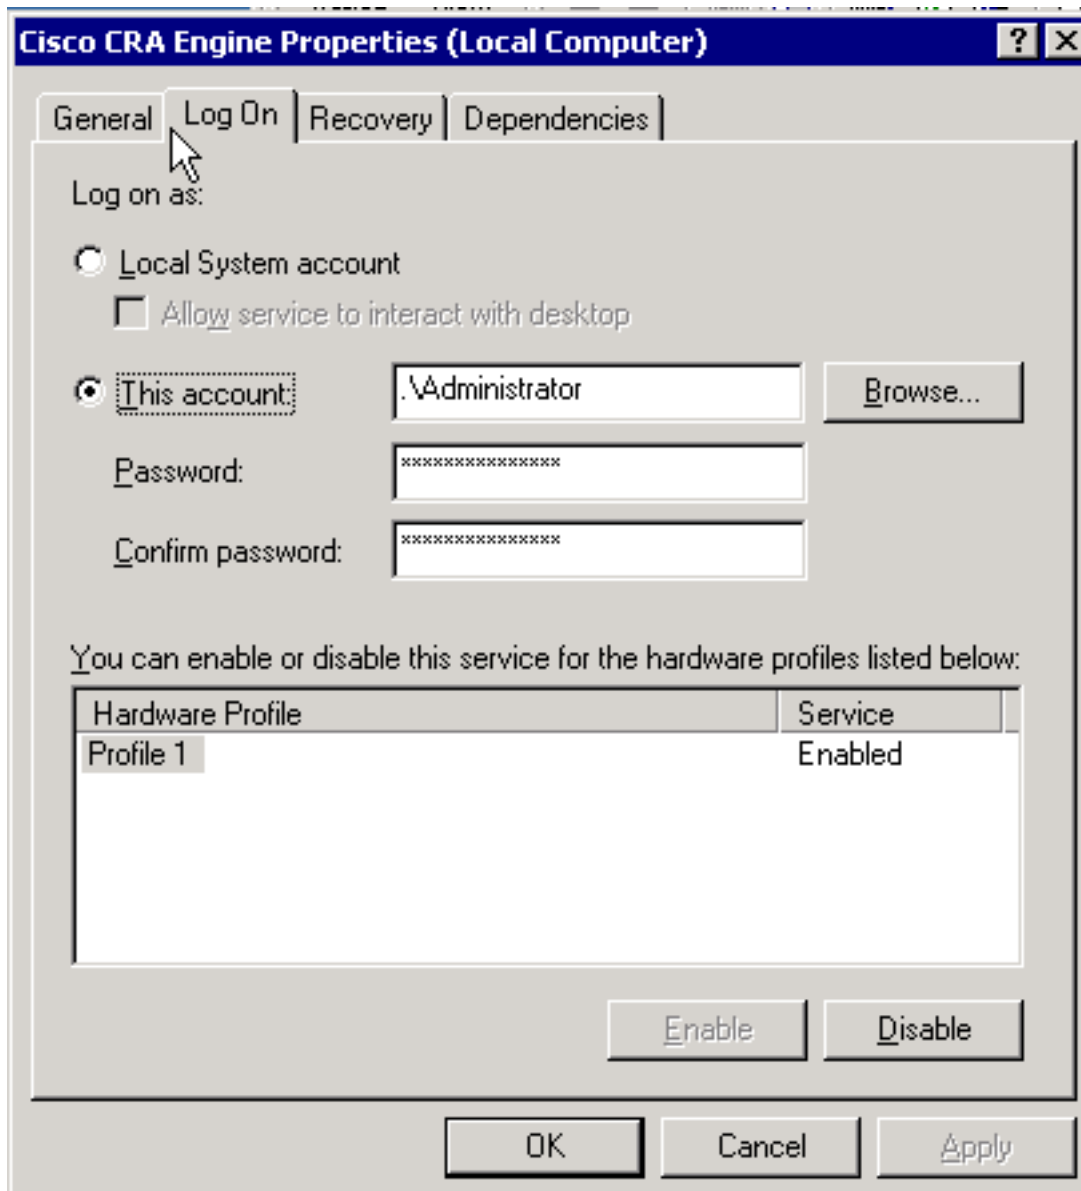 Cisco CRA Engine Properties (Local Computer)
General Log On Recovery Dependencies
Log on as:
Local System account
Allow service to interact with desktop
This account: .\Administrator Browse...
Password: ***************
Confirm password: ***************
You can enable or disable this service for the hardware profiles listed below:
Hardware Profile Service
Profile 1 Enabled
Enable Disable
OK Cancel Apply